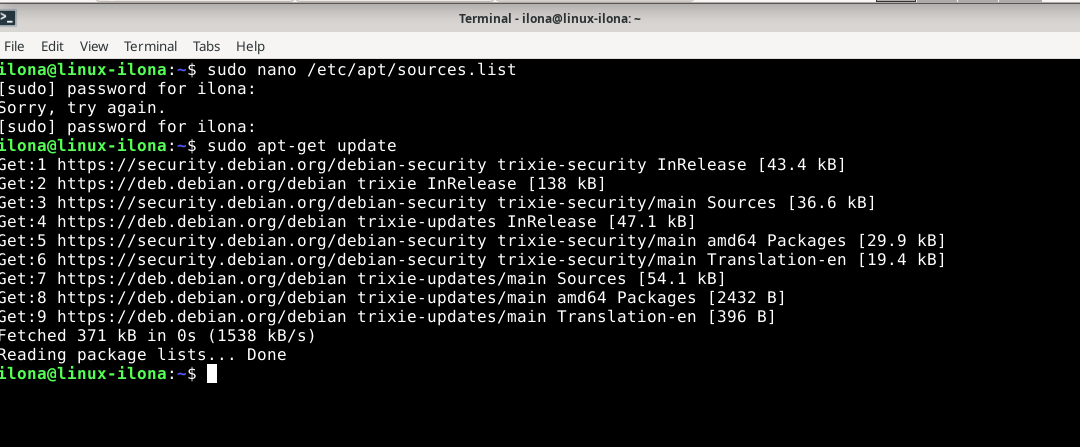 Terminal - ilona@linux-ilona: ~
File Edit View Terminal Tabs Help
ilona@linux-ilona:~$ sudo nano /etc/apt/sources.list
[sudo] password for ilona:
Sorry, try again.
[sudo] password for ilona:
ilona@linux-ilona:~$ sudo apt-get update
Get:1 https://security.debian.org/debian-security trixie-security InRelease [43.4 kB]
Get:2 https://deb.debian.org/debian trixie InRelease [138 kB]
Get:3 https://security.debian.org/debian-security trixie-security/main Sources [36.6 kB]
Get:4 https://deb.debian.org/debian trixie-updates InRelease [47.1 kB]
Get:5 https://security.debian.org/debian-security trixie-security/main amd64 Packages [29.9 kB]
Get:6 https://security.debian.org/debian-security trixie-security/main Translation-en [19.4 kB]
Get:7 https://deb.debian.org/debian trixie-updates/main Sources [54.1 kB]
Get:8 https://deb.debian.org/debian trixie-updates/main amd64 Packages [2432 B]
Get:9 https://deb.debian.org/debian trixie-updates/main Translation-en [396 B]
Fetched 371 kB in 0s (1538 kB/s)
Reading package lists... Done
ilona@linux-ilona:~$